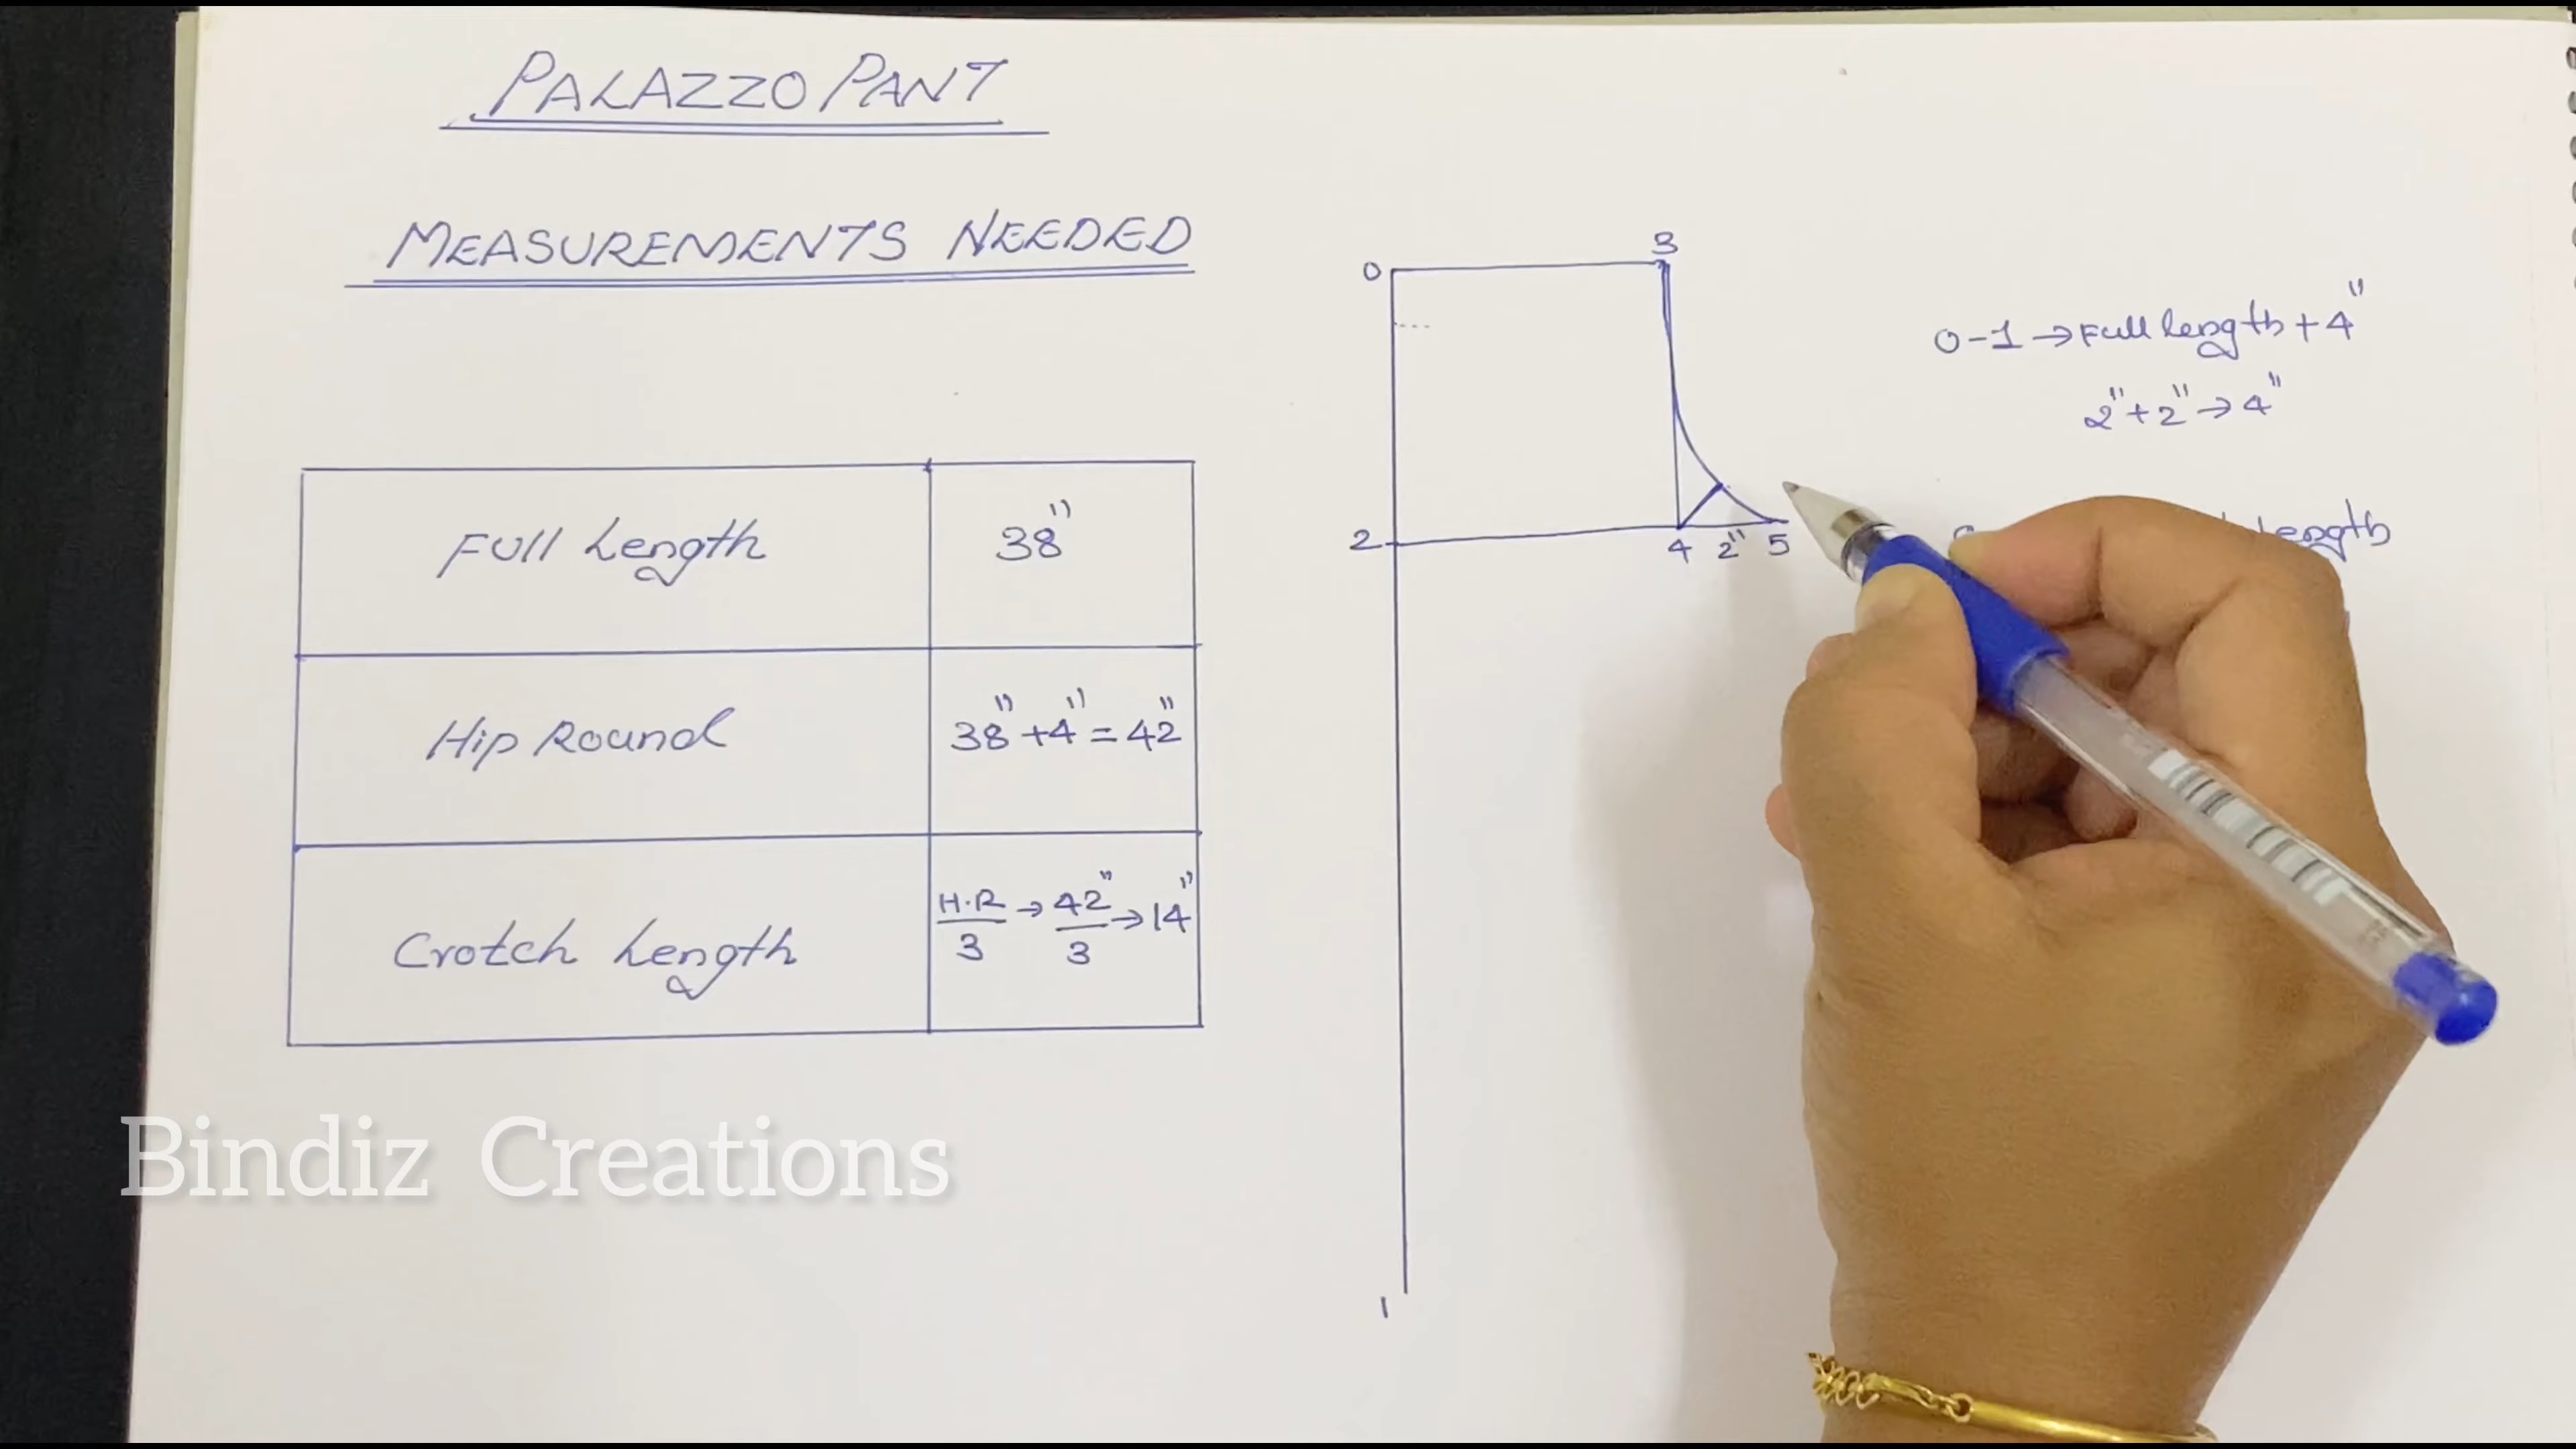 PALAZZO PANT
MEASUREMENTS NEEDED
Full Length 38"
Hip Round 38"+4"=42"
Crotch Length H.R/3→42"/3→14"
0
3
2
4 2" 5
1
0-1→Full Length+4"
2"+2"→4"
Length
Bindiz Creations